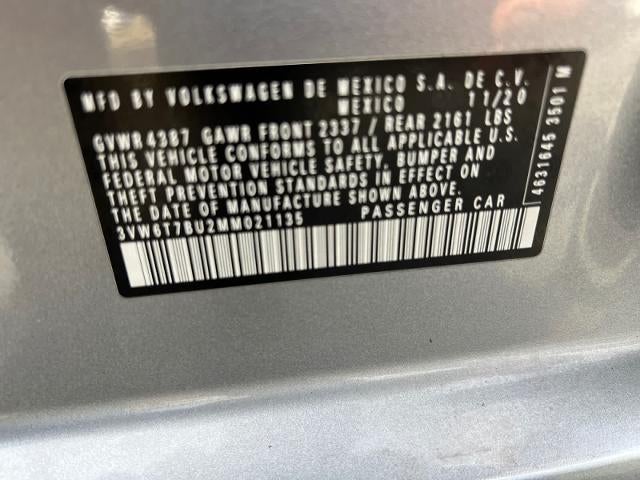 MFD BY VOLKSWAGEN DE MEXICO S.A. DE C.V.
MEXICO 11/20
GVWR 4387 GAWR FRONT 2337 / REAR 2161 LBS
THIS VEHICLE CONFORMS TO ALL APPLICABLE U.S.
FEDERAL MOTOR VEHICLE SAFETY, BUMPER AND
THEFT PREVENTION STANDARDS IN EFFECT ON
THE DATE OF MANUFACTURE SHOWN ABOVE.
3VW6T7BU2MM021135 PASSENGER CAR
4631645 3501 M